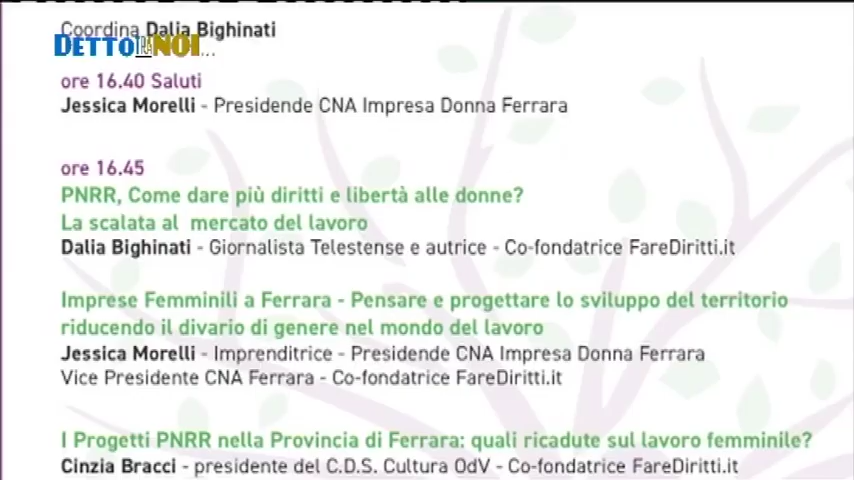 Coordina Dalia Bighinati
DETTO TRA NOI...
ore 16.40 Saluti
Jessica Morelli - Presidende CNA Impresa Donna Ferrara
ore 16.45
PNRR, Come dare più diritti e libertà alle donne?
La scalata al mercato del lavoro
Dalia Bighinati - Giornalista Telestense e autrice - Co-fondatrice FareDiritti.it
Imprese Femminili a Ferrara - Pensare e progettare lo sviluppo del territorio
riducendo il divario di genere nel mondo del lavoro
Jessica Morelli - Imprenditrice - Presidende CNA Impresa Donna Ferrara
Vice Presidente CNA Ferrara - Co-fondatrice FareDiritti.it
I Progetti PNRR nella Provincia di Ferrara: quali ricadute sul lavoro femminile?
Cinzia Bracci - presidente del C.D.S. Cultura OdV - Co-fondatrice FareDiritti.it